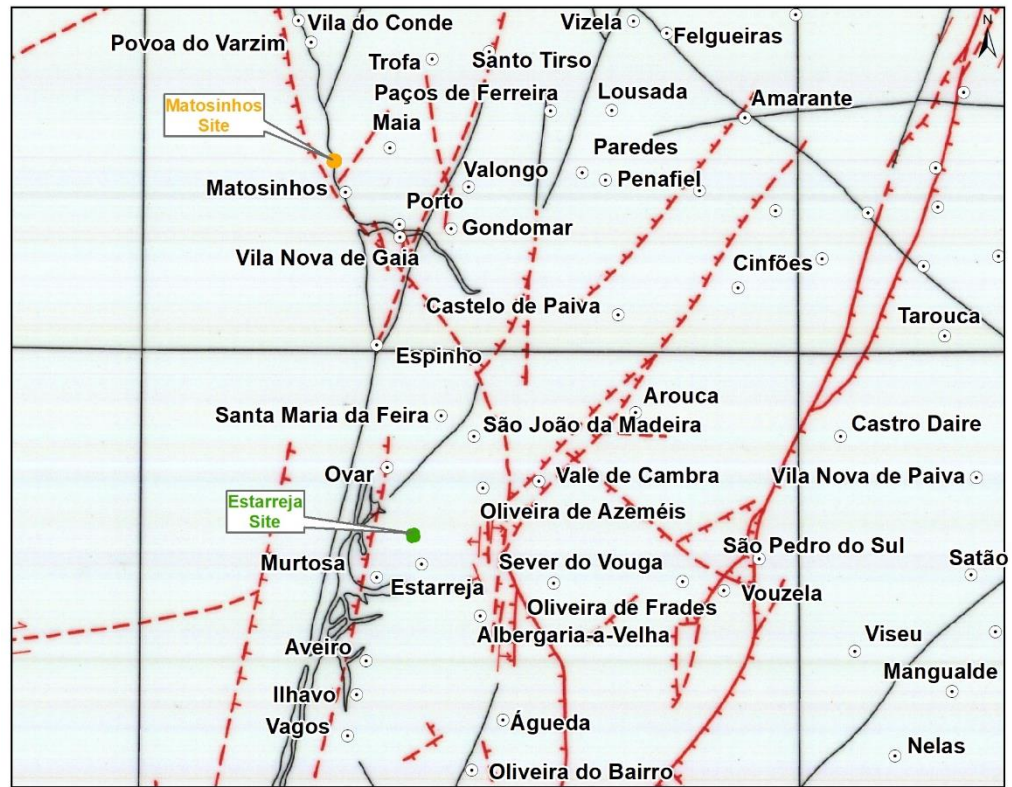 Vila do Conde
Vizela
N
Povoa do Varzim
Felgueiras
Trofa
Santo Tirso
Matosinhos
Site
Paços de Ferreira
Lousada
Amarante
Maia
Paredes
Valongo
Matosinhos
Penafiel
Porto
Gondomar
Vila Nova de Gaia
Cinfões
Castelo de Paiva
Tarouca
Espinho
Arouca
Santa Maria da Feira
São João da Madeira
Castro Daire
Ovar
Vale de Cambra
Vila Nova de Paiva
Estarreja
Site
Oliveira de Azeméis
São Pedro do Sul
Murtosa
Sever do Vouga
Satão
Estarreja
Vouzela
Oliveira de Frades
Albergaria-a-Velha
Viseu
Aveiro
Mangualde
Ilhavo
Vagos
Águeda
Nelas
Oliveira do Bairro